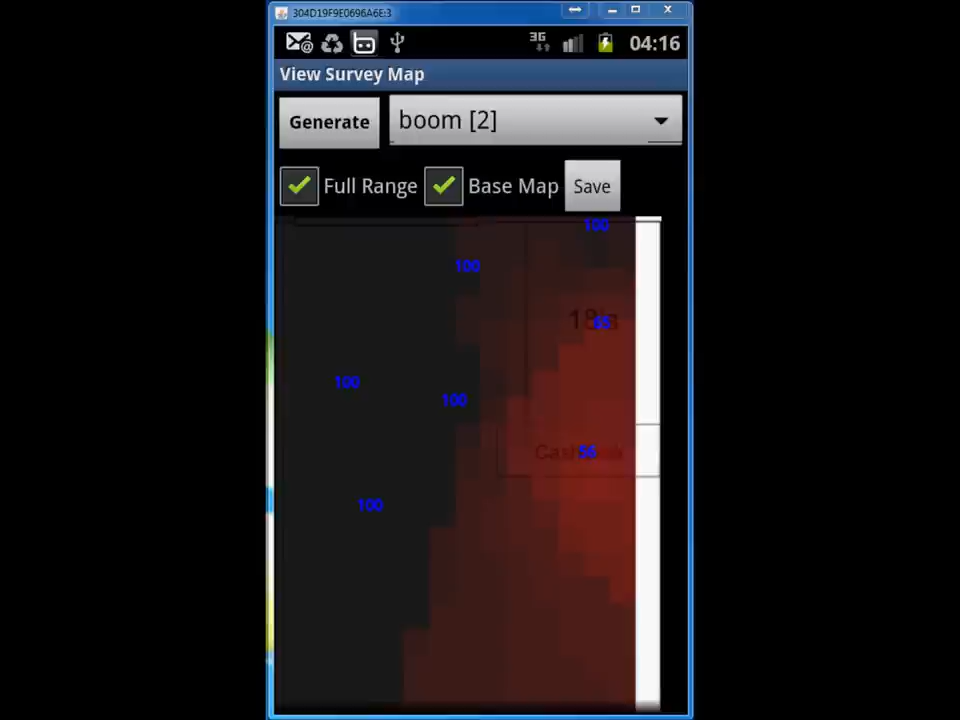 304D19F9E0696A6E:3
3G 04:16
View Survey Map
Generate boom [2]
Full Range Base Map Save
100
100
100
100
56
100